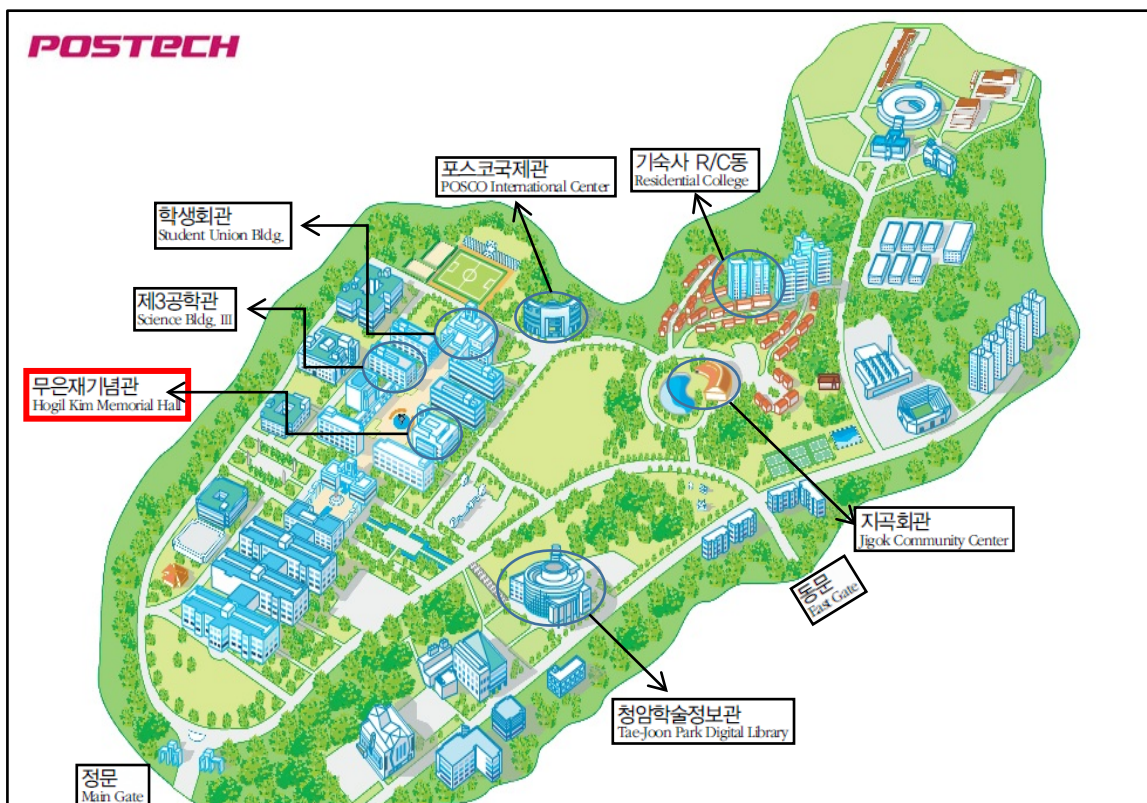 POSTECH
포스코국제관
POSCO International Center
기숙사 R/C동
Residential College
학생회관
Student Union Bldg.
제3공학관
Science Bldg. III
무은재기념관
Hogil Kim Memorial Hall
지곡회관
Jigok Community Center
동문
East Gate
청암학술정보관
Tae-Joon Park Digital Library
정문
Main Gate